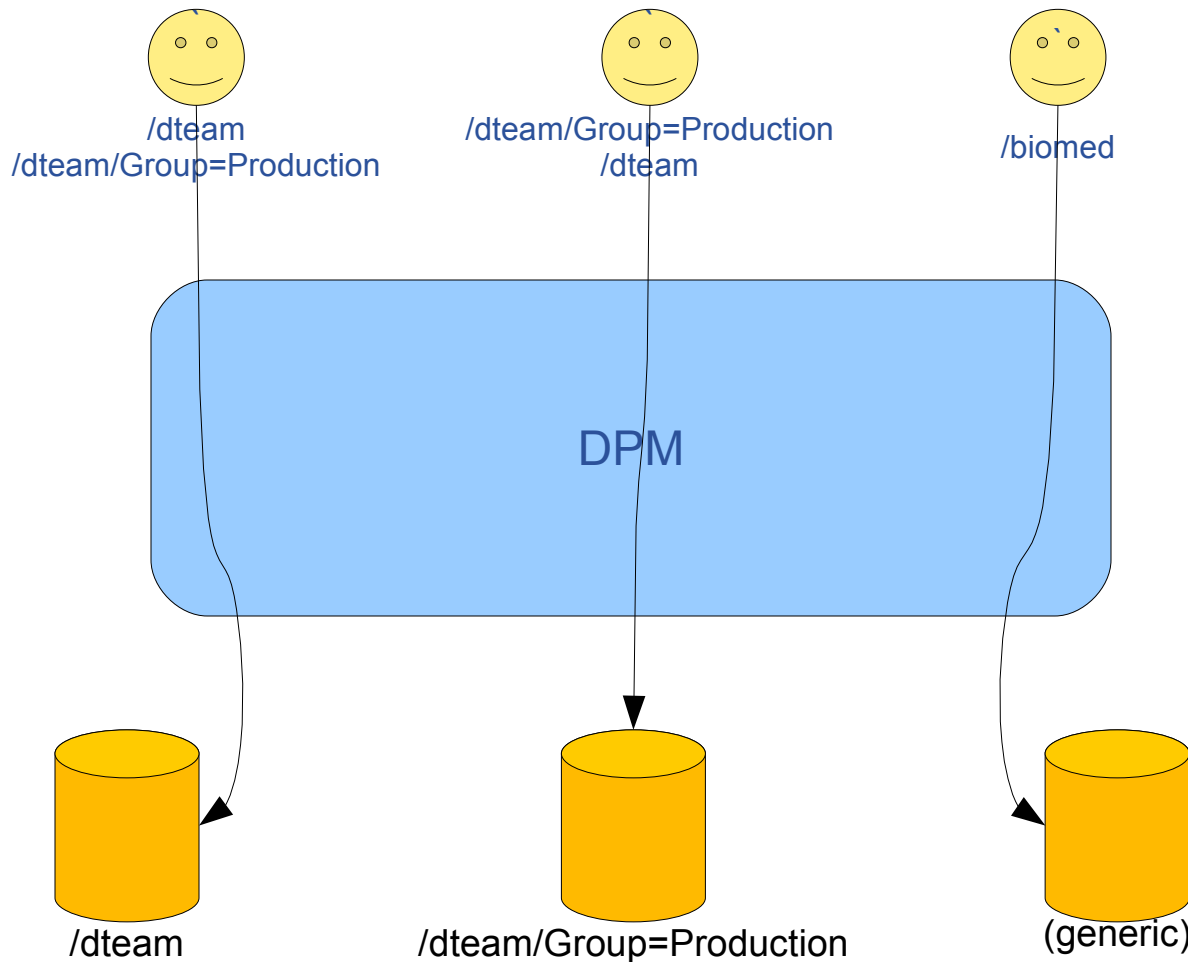 /dteam
/dteam/Group=Production
/dteam/Group=Production
/dteam
/biomed
DPM
/dteam
/dteam/Group=Production
(generic)